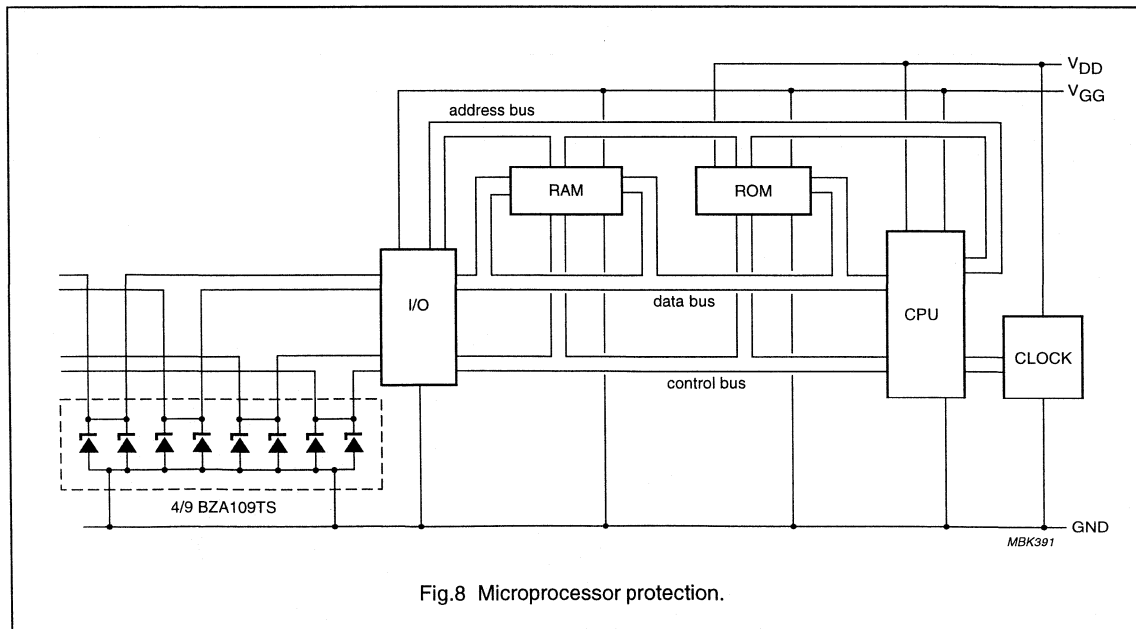 VDD
VGG
address bus
RAM
ROM
I/O
data bus
CPU
CLOCK
control bus
4/9 BZA109TS
GND
MBK391
Fig.8 Microprocessor protection.